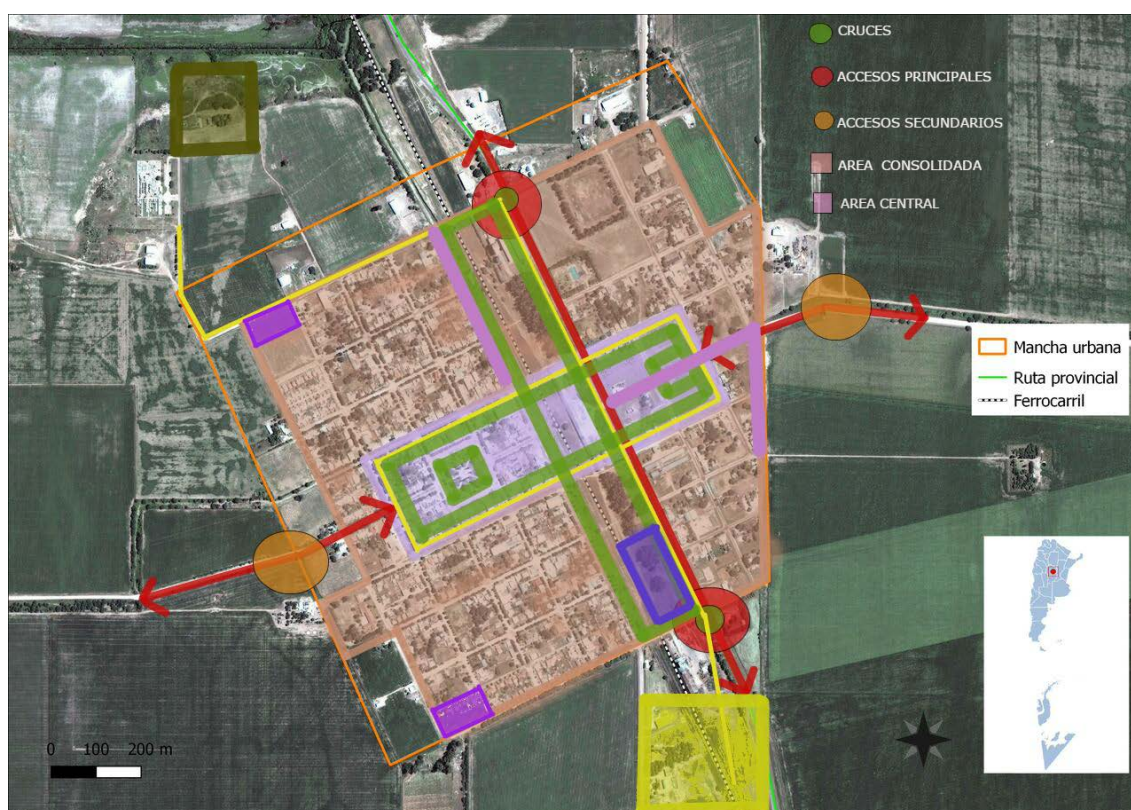 CRUCES
ACCESOS PRINCIPALES
ACCESOS SECUNDARIOS
AREA CONSOLIDADA
AREA CENTRAL
Mancha urbana
Ruta provincial
Ferrocarril
0 100 200 m